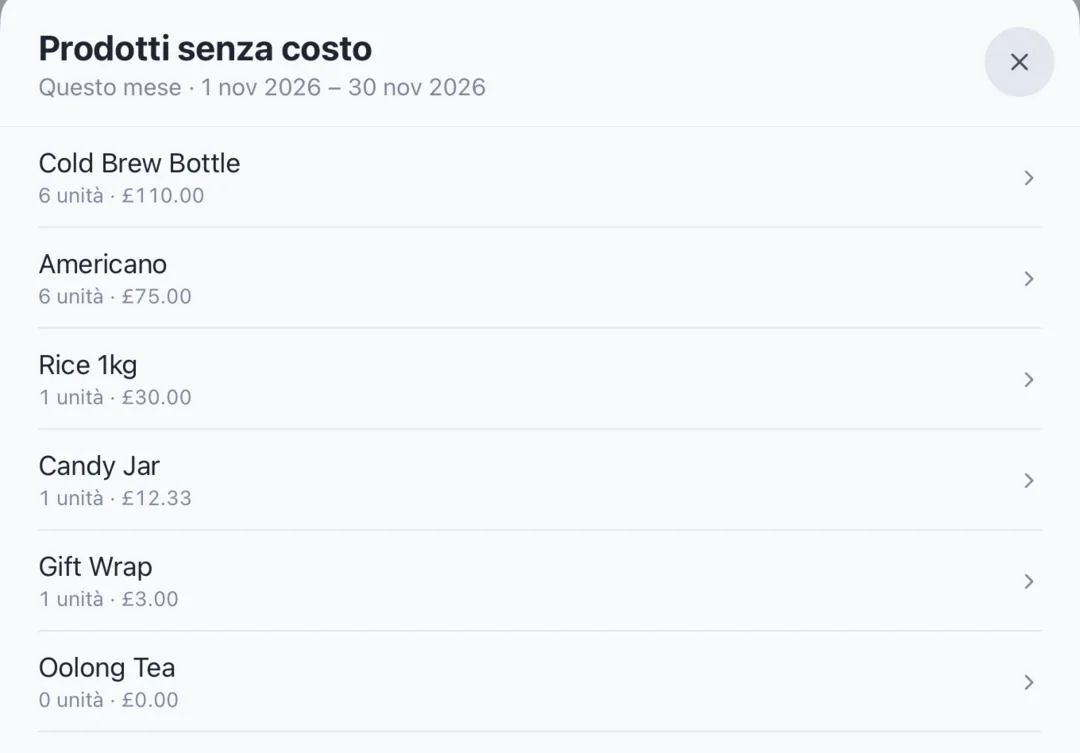 Prodotti senza costo
Questo mese · 1 nov 2026 – 30 nov 2026
Cold Brew Bottle
6 unità · £110.00
Americano
6 unità · £75.00
Rice 1kg
1 unità · £30.00
Candy Jar
1 unità · £12.33
Gift Wrap
1 unità · £3.00
Oolong Tea
0 unità · £0.00